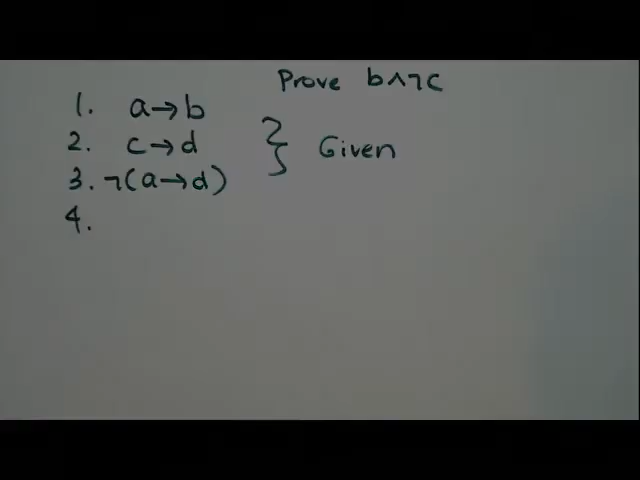 Prove b∧¬c
1. a→b
2. c→d
3. ¬(a→d)
} Given
4.